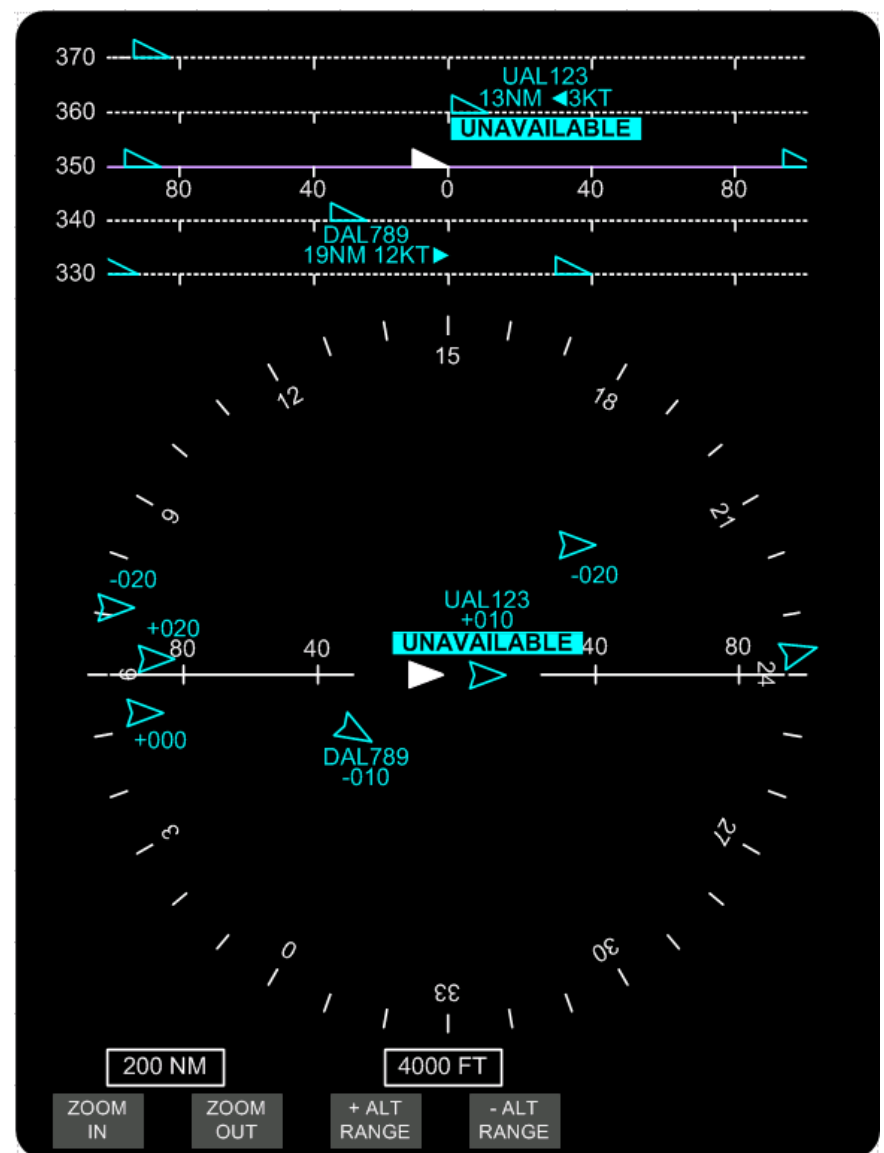 370
UAL123
13NM ◄3KT
360
UNAVAILABLE
350
80 40 0 40 80
340
DAL789
19NM 12KT►
330
15
12 18
9 21
-020
-020
UAL123
+010
+020
UNAVAILABLE
80 40 40 80
6 24
+000
DAL789
-010
3 27
0 30
33
200 NM 4000 FT
ZOOM ZOOM + ALT - ALT
IN OUT RANGE RANGE